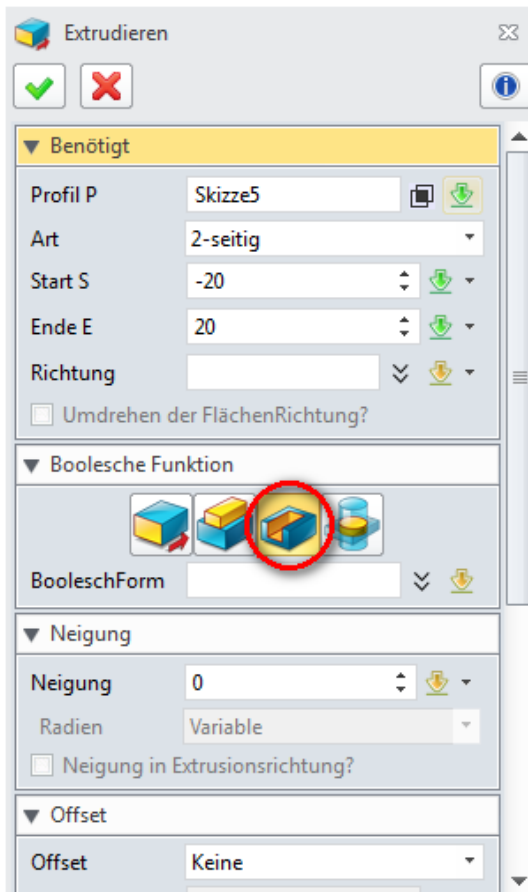 Extrudieren
Benötigt
Profil P Skizze5
Art 2-seitig
Start S -20
Ende E 20
Richtung
Umdrehen der FlächenRichtung?
Boolesche Funktion
BooleschForm
Neigung
Neigung 0
Radien Variable
Neigung in Extrusionsrichtung?
Offset
Offset Keine